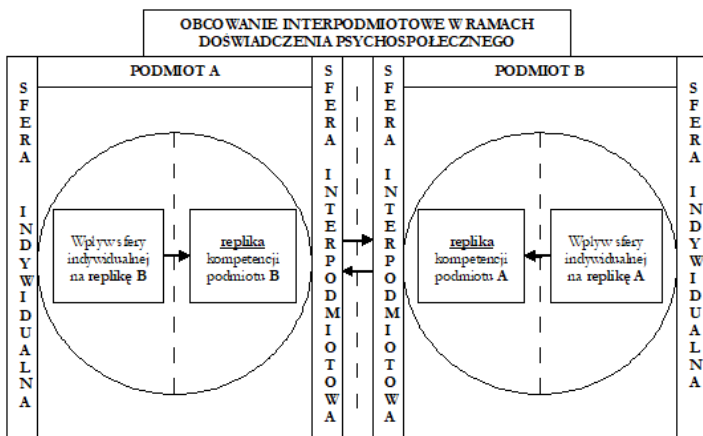 OBCOWANIE INTERPODMIOTOWE W RAMACH
DOŚWIADCZENIA PSYCHOSPOŁECZNEGO
PODMIOT A
PODMIOT B
SFERA INDYWIDUALNA
Wpływ sfery
indywidualnej
na replikę B
replika
kompetencji
podmiotu B
SFERA INTERPODMIOTOWA
SFERA INTERPODMIOTOWA
replika
kompetencji
podmiotu A
Wpływ sfery
indywidualnej
na replikę A
SFERA INDYWIDUALNA